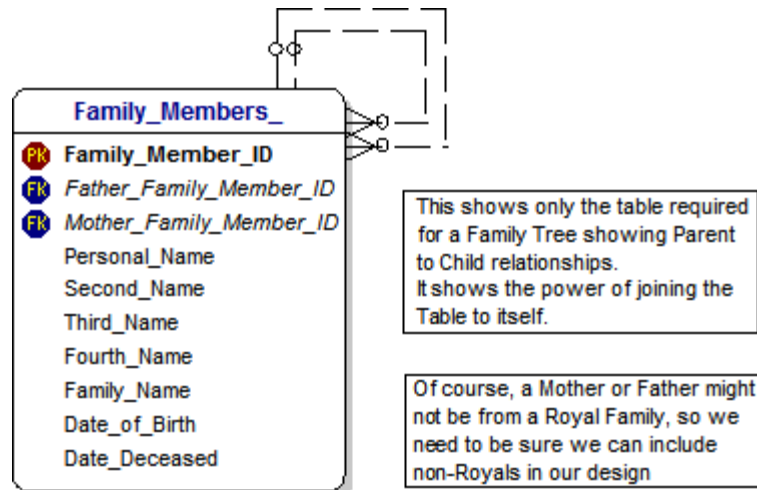 Family_Members_
PK Family_Member_ID
FK Father_Family_Member_ID
FK Mother_Family_Member_ID
Personal_Name
Second_Name
Third_Name
Fourth_Name
Family_Name
Date_of_Birth
Date_Deceased
This shows only the table required
for a Family Tree showing Parent
to Child relationships.
It shows the power of joining the
Table to itself.
Of course, a Mother or Father might
not be from a Royal Family, so we
need to be sure we can include
non-Royals in our design